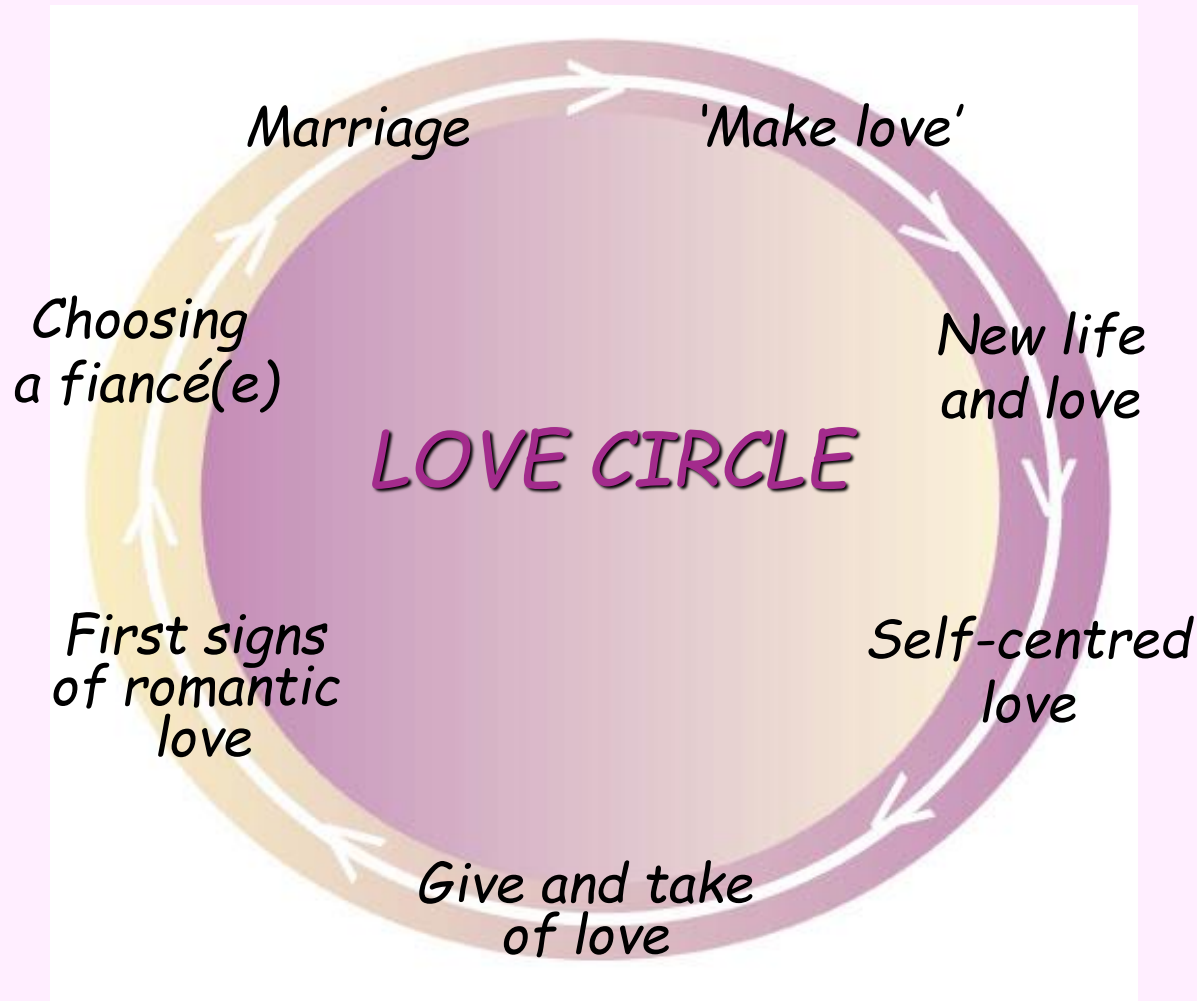 Marriage
‘Make love’
Choosing
a fiancé(e)
New life
and love
LOVE CIRCLE
First signs
of romantic
love
Self-centred
love
Give and take
of love